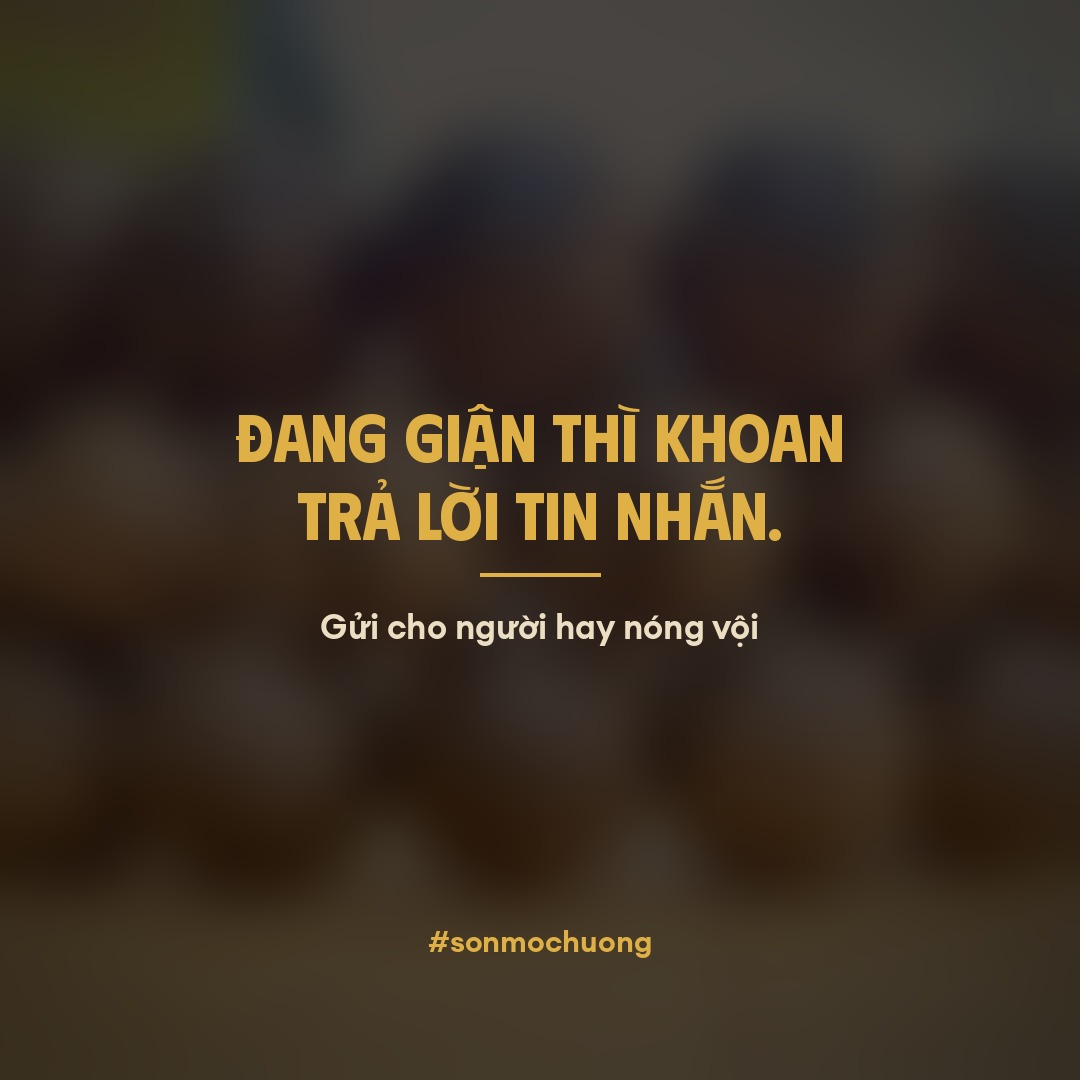 ĐANG GIẬN THÌ KHOAN
TRẢ LỜI TIN NHẮN.
Gửi cho người hay nóng vội
#sonmochuong